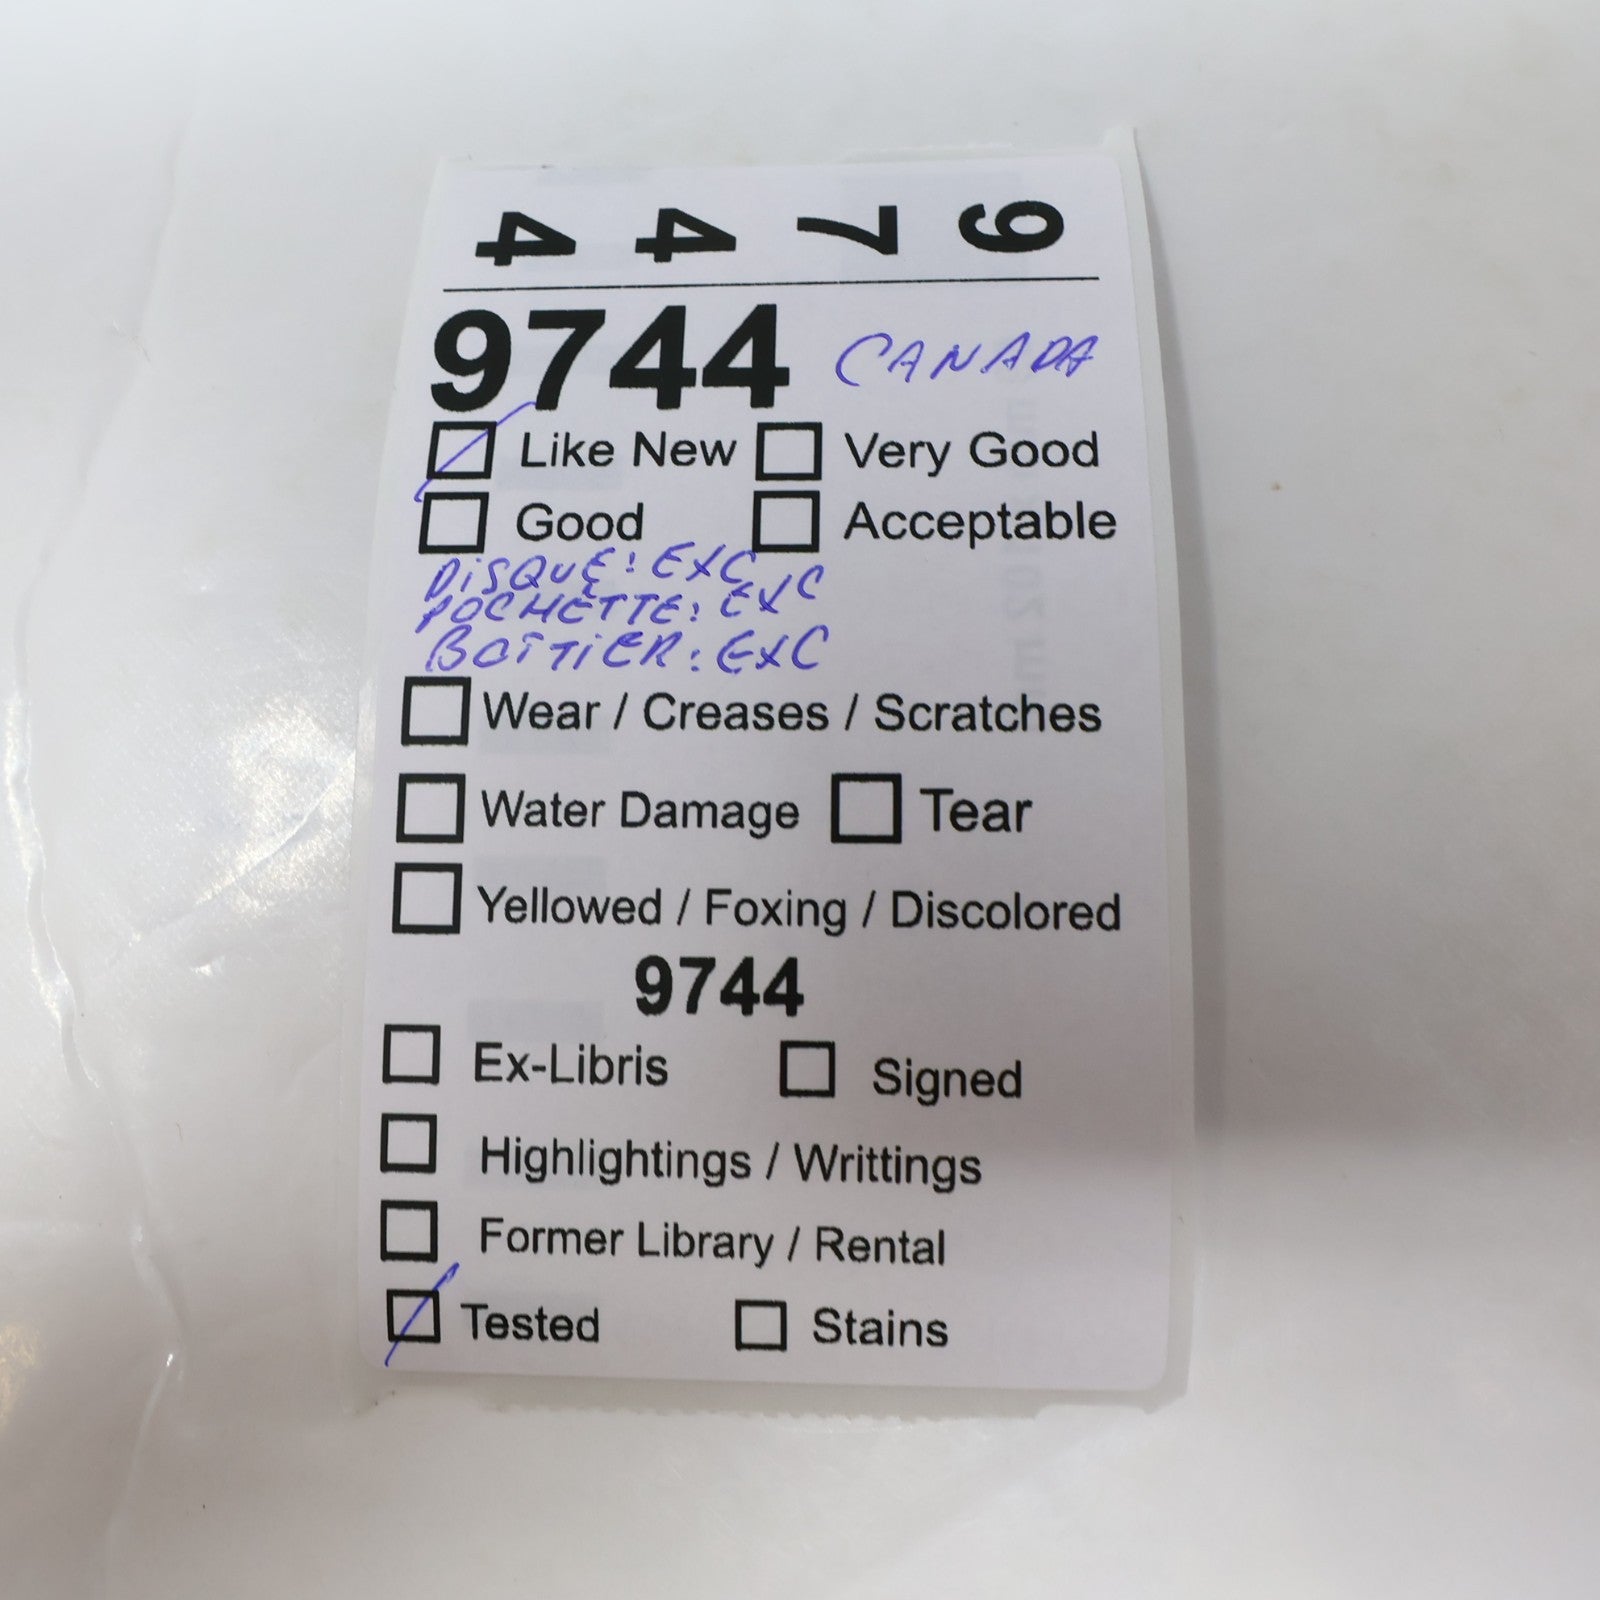 9 7 4 4
9744 CANADA
Like New Very Good
Good Acceptable
DiSQUE: EXC
POCHETTE: EXC
BOÎTiER: EXC
Wear / Creases / Scratches
Water Damage Tear
Yellowed / Foxing / Discolored
9744
Ex-Libris Signed
Highlightings / Writtings
Former Library / Rental
Tested Stains